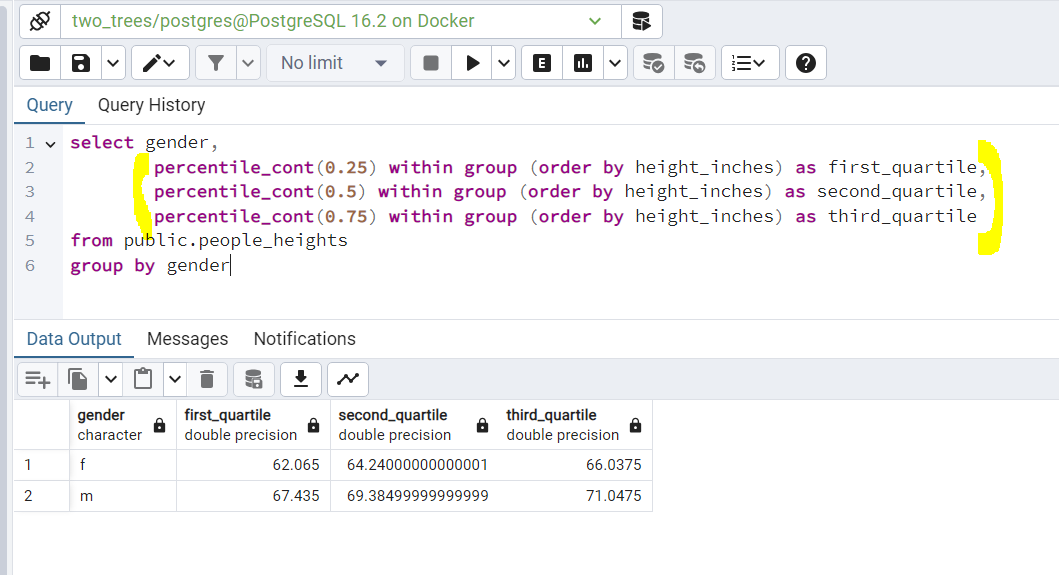 two_trees/postgres@PostgreSQL 16.2 on Docker
No limit
E
Query Query History
1 select gender,
2 percentile_cont(0.25) within group (order by height_inches) as first_quartile,
3 percentile_cont(0.5) within group (order by height_inches) as second_quartile,
4 percentile_cont(0.75) within group (order by height_inches) as third_quartile
5 from public.people_heights
6 group by gender
Data Output Messages Notifications
gender first_quartile second_quartile third_quartile
character double precision double precision double precision
1 f 62.065 64.24000000000001 66.0375
2 m 67.435 69.38499999999999 71.0475